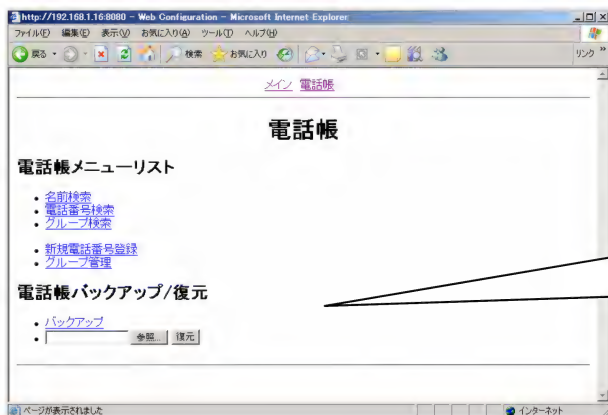 http://192.168.1.16:8080 - Web Configuration - Microsoft Internet Explorer
ファイル(F) 編集(E) 表示(V) お気に入り(A) ツール(T) ヘルプ(H)
戻る 検索 お気に入り リンク »
メイン 電話帳
電話帳
電話帳メニューリスト
• 名前検索
• 電話番号検索
• グループ検索
• 新規電話番号登録
• グループ管理
電話帳バックアップ/復元
• バックアップ
• 参照... 復元
ページが表示されました インターネット